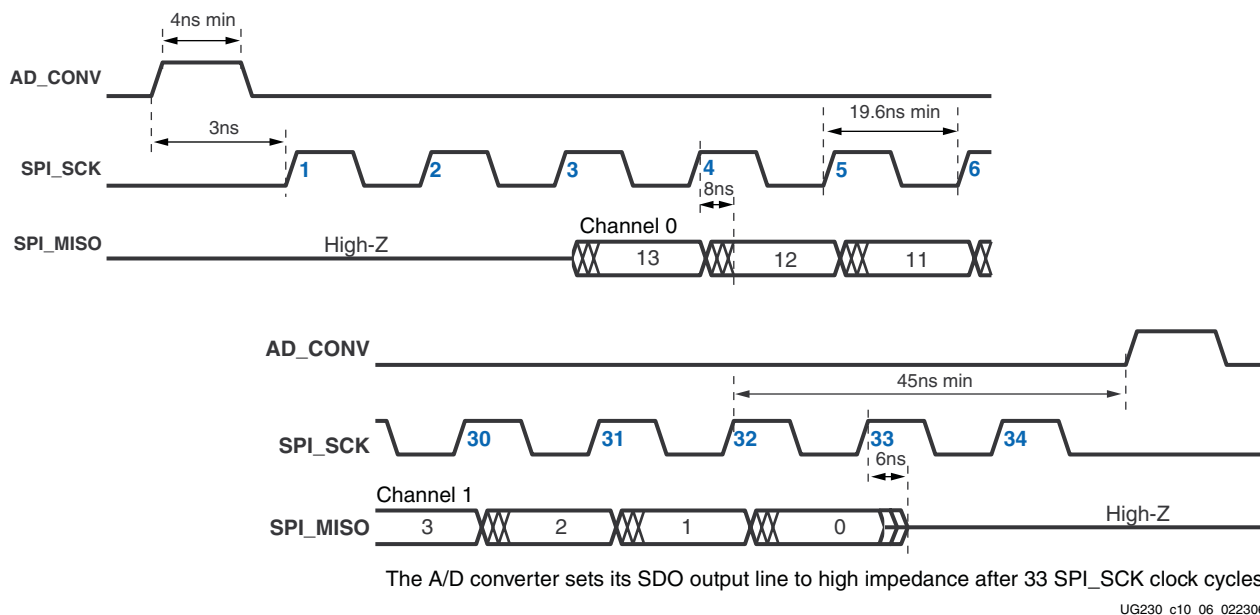 4ns min
AD_CONV
3ns
19.6ns min
SPI_SCK
1 2 3 4 5 6
8ns
Channel 0
SPI_MISO
High-Z
13 12 11
AD_CONV
45ns min
SPI_SCK
30 31 32 33 34
6ns
Channel 1
SPI_MISO
3 2 1 0
High-Z
The A/D converter sets its SDO output line to high impedance after 33 SPI_SCK clock cycles
UG230_c10_06_02230